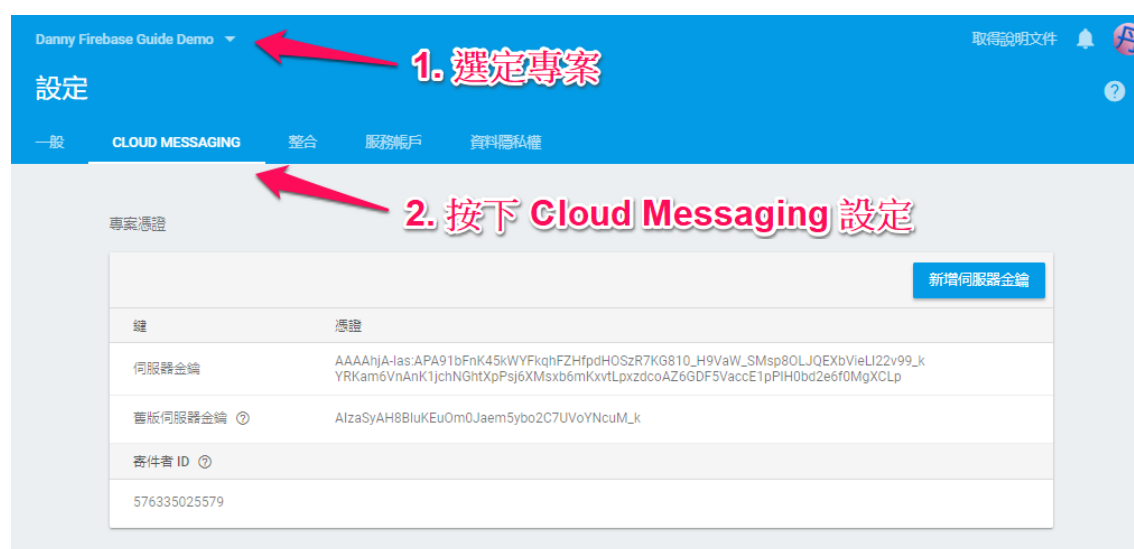 Danny Firebase Guide Demo
1. 選定專案
取得說明文件
設定
一般 CLOUD MESSAGING 整合 服務帳戶 資料隱私權
2. 按下 Cloud Messaging 設定
專案憑證
新增伺服器金鑰
鍵 憑證
伺服器金鑰 AAAAhjA-las:APA91bFnK45kWYFkqhFZHfpdHOSzR7KG810_H9VaW_SMsp8OLJQEXbVieLI22v99_k
YRKam6VnAnK1jchNGhtXpPsj6XMsxb6mKxvtLpxzdcoAZ6GDF5VaccE1pPIH0bd2e6f0MgXCLp
舊版伺服器金鑰 AIzaSyAH8BluKEuOm0Jaem5ybo2C7UVoYNcuM_k
寄件者 ID
576335025579